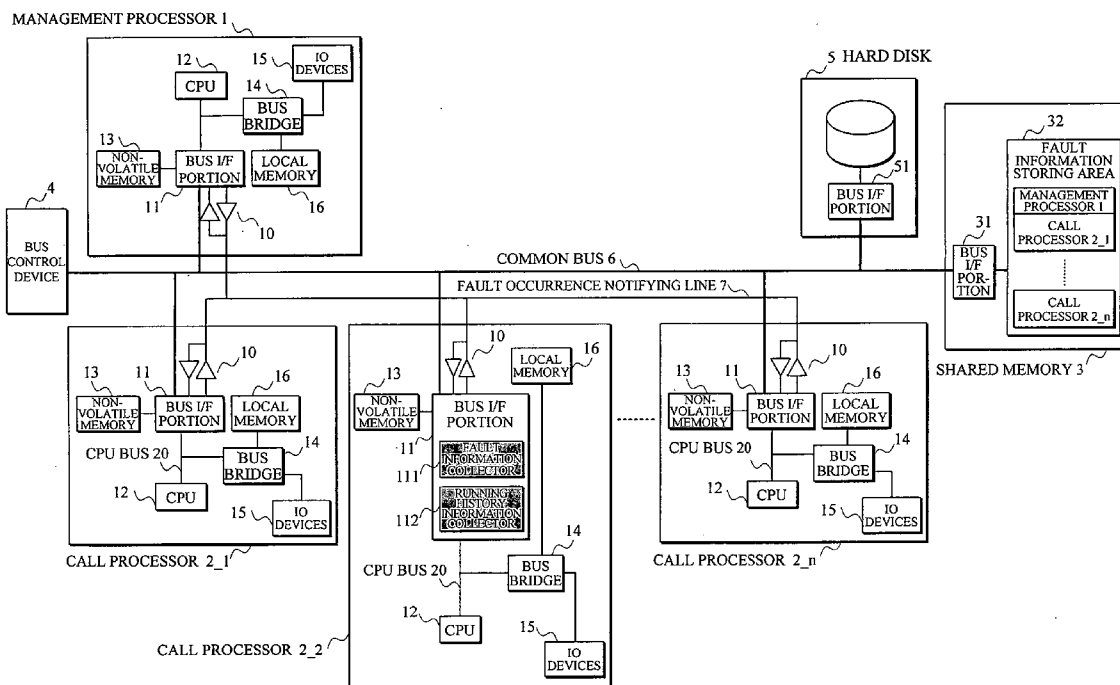 MANAGEMENT PROCESSOR 1
12
CPU
15
IO
DEVICES
14
BUS
BRIDGE
13
NON-
VOLATILE
MEMORY
BUS I/F
PORTION
11
LOCAL
MEMORY
16
10
4
BUS
CONTROL
DEVICE
5 HARD DISK
51
BUS I/F
PORTION
32
FAULT
INFORMATION
STORING AREA
MANAGEMENT
PROCESSOR 1
CALL
PROCESSOR 2_1
CALL
PROCESSOR 2_n
31
BUS
I/F
POR-
TION
SHARED MEMORY 3
COMMON BUS 6
FAULT OCCURRENCE NOTIFYING LINE 7
10
13
NON-
VOLATILE
MEMORY
11
BUS I/F
PORTION
16
LOCAL
MEMORY
14
CPU BUS 20
BUS
BRIDGE
12
CPU
15
IO
DEVICES
CALL PROCESSOR 2_1
10
LOCAL
MEMORY
16
13
NON-
VOLATILE
MEMORY
BUS I/F
PORTION
11
FAULT
INFORMATION
COLLECTOR
111
RUNNING
HISTORY
INFORMATION
COLLECTOR
112
14
CPU BUS 20
BUS
BRIDGE
12
CPU
15
IO
DEVICES
CALL PROCESSOR 2_2
10
13
NON-
VOLATILE
MEMORY
11
BUS I/F
PORTION
16
LOCAL
MEMORY
14
CPU BUS 20
BUS
BRIDGE
12
CPU
15
IO
DEVICES
CALL PROCESSOR 2_n